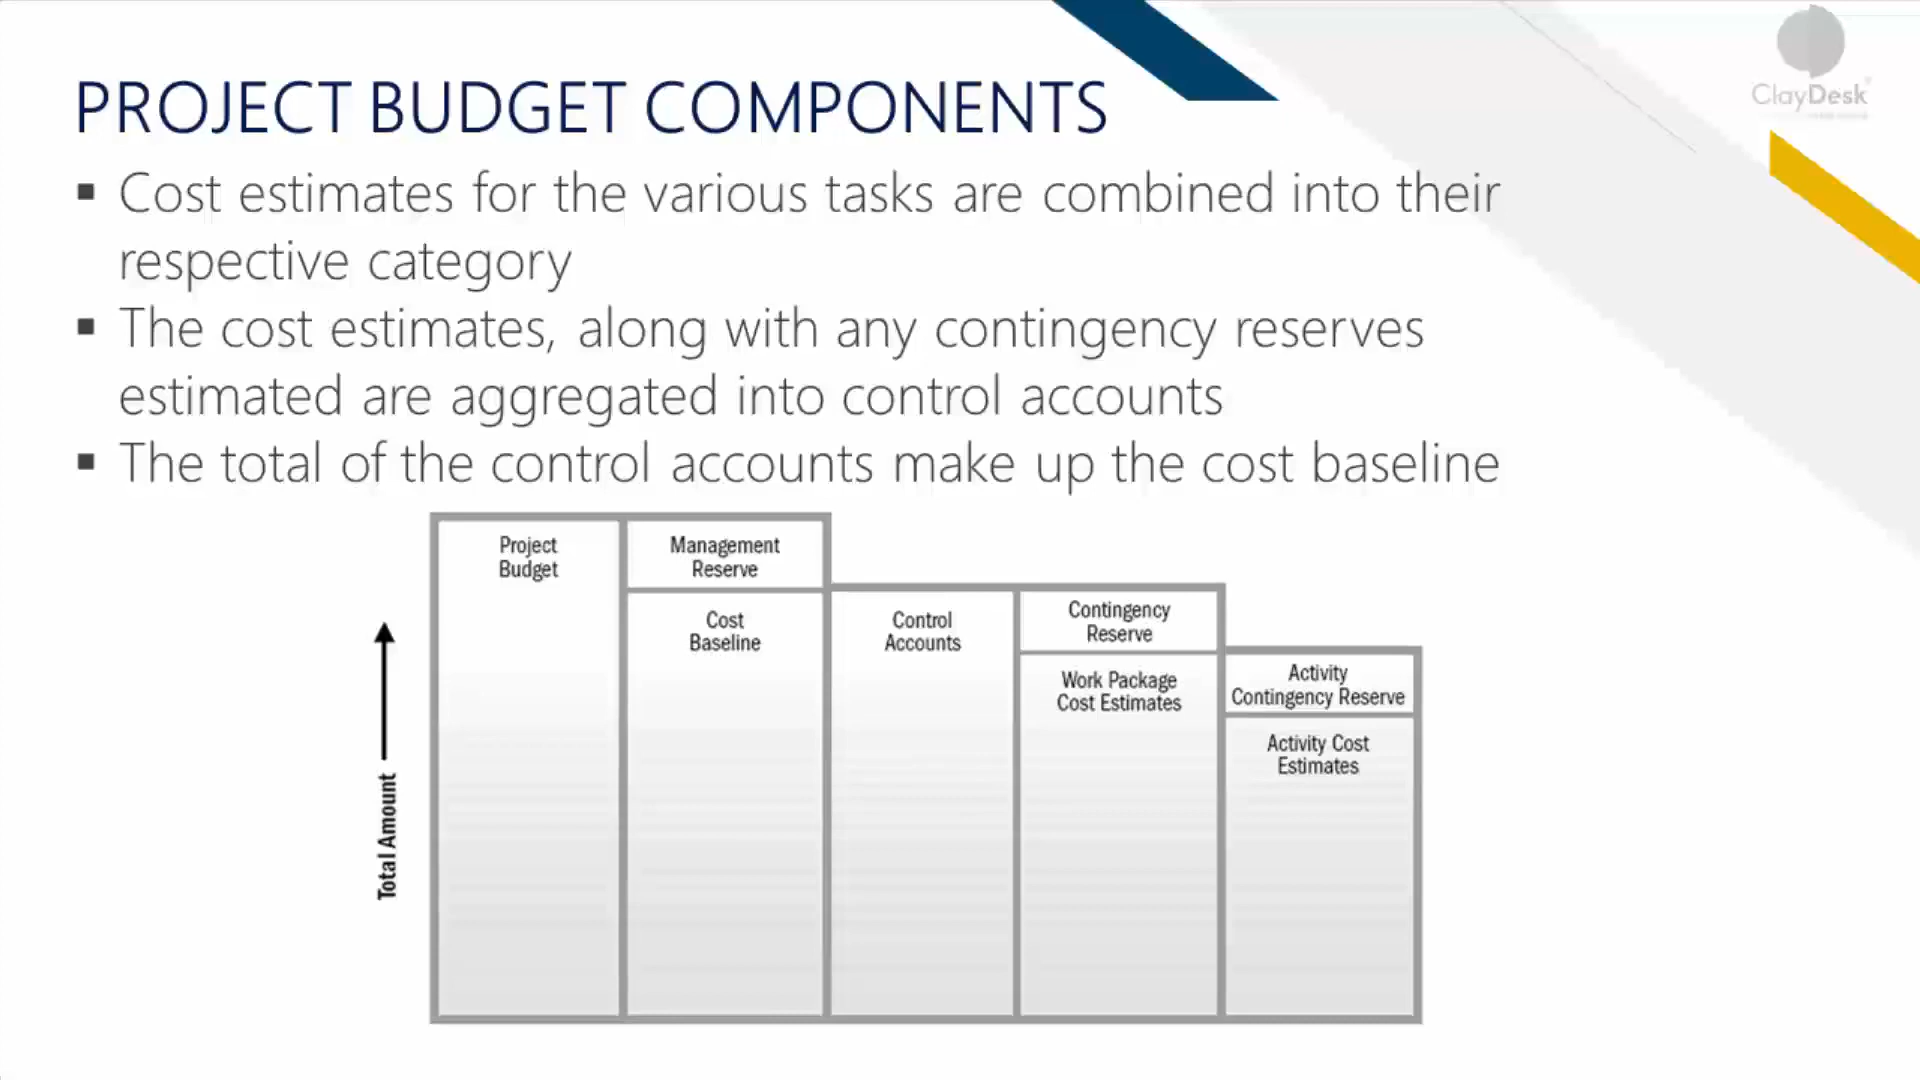 ClayDesk
PROJECT BUDGET COMPONENTS
▪ Cost estimates for the various tasks are combined into their
respective category
▪ The cost estimates, along with any contingency reserves
estimated are aggregated into control accounts
▪ The total of the control accounts make up the cost baseline
Project
Budget
Management
Reserve
Cost
Baseline
Control
Accounts
Contingency
Reserve
Work Package
Cost Estimates
Activity
Contingency Reserve
Activity Cost
Estimates
Total Amount